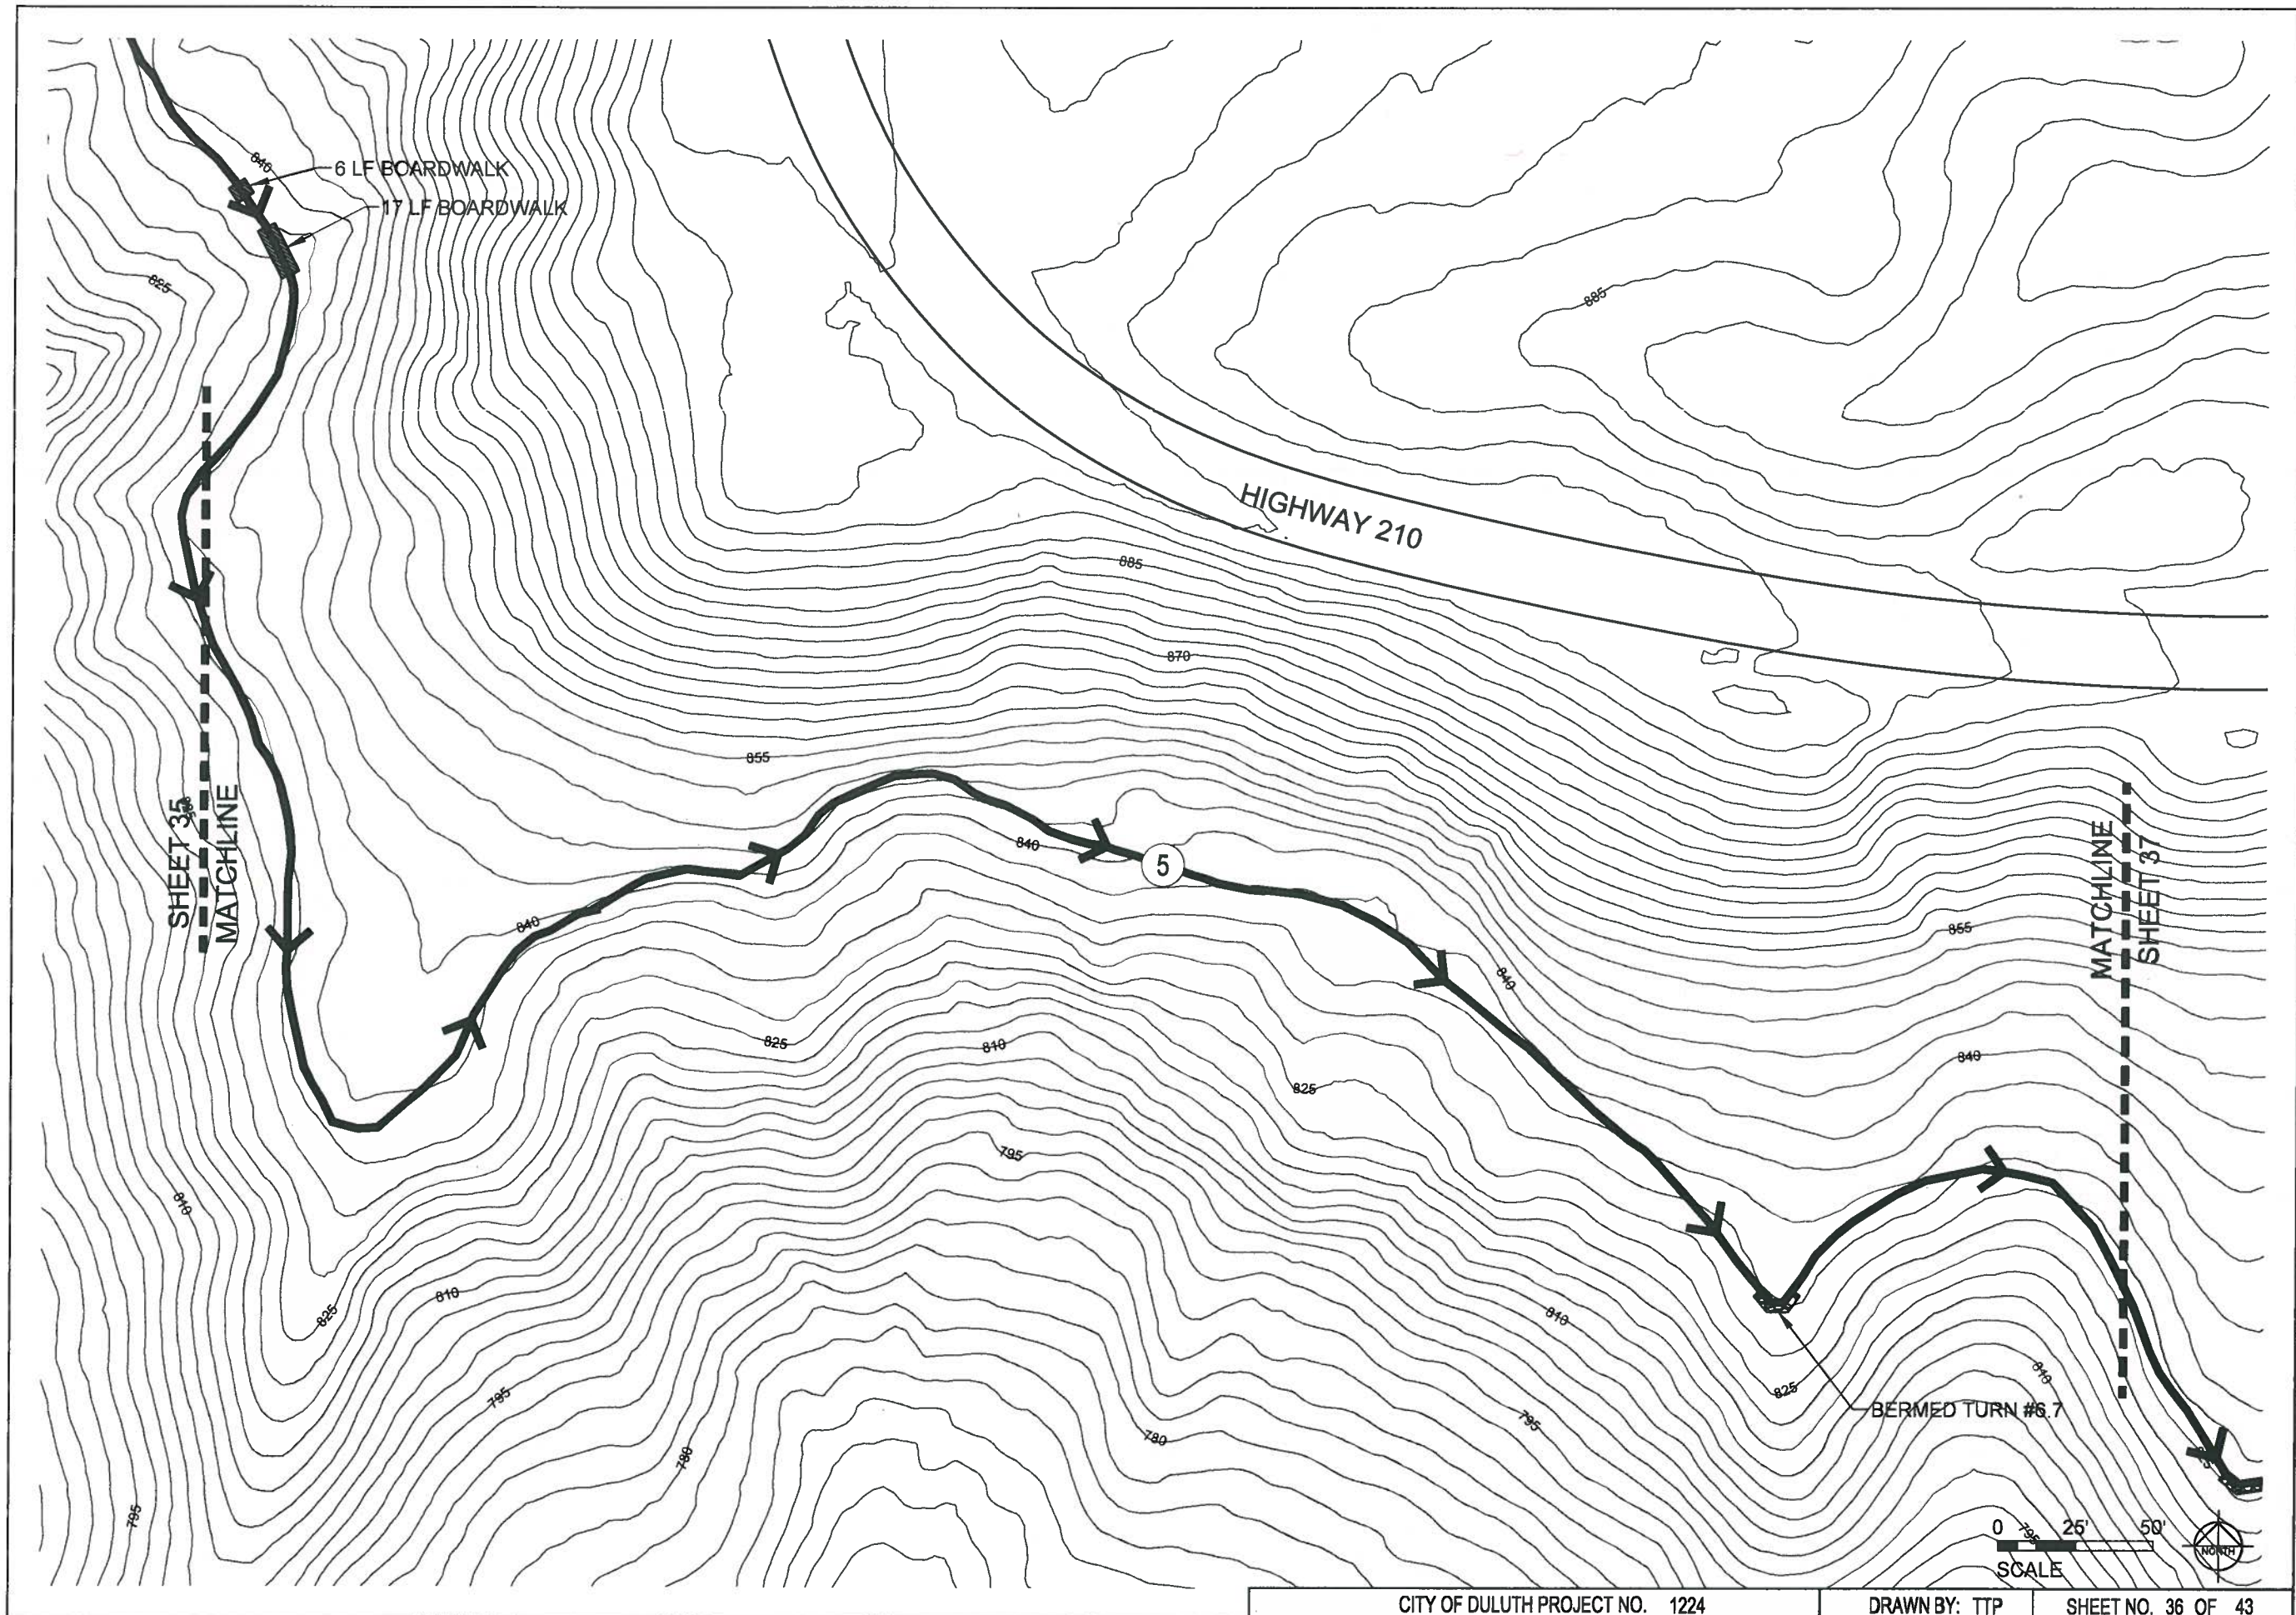 840
6 LF BOARDWALK
17 LF BOARDWALK
825
885
HIGHWAY 210
885
870
855
SHEET 35
MATCHLINE
840
5
840
MATCHLINE
SHEET 37
855
840
825
810
825
840
795
810
810
825
810
825
810
BERMED TURN #6.7
795
795
780
780
795
0 25' 50'
795
SCALE
NORTH
CITY OF DULUTH PROJECT NO. 1224
DRAWN BY: TTP
SHEET NO. 36 OF 43